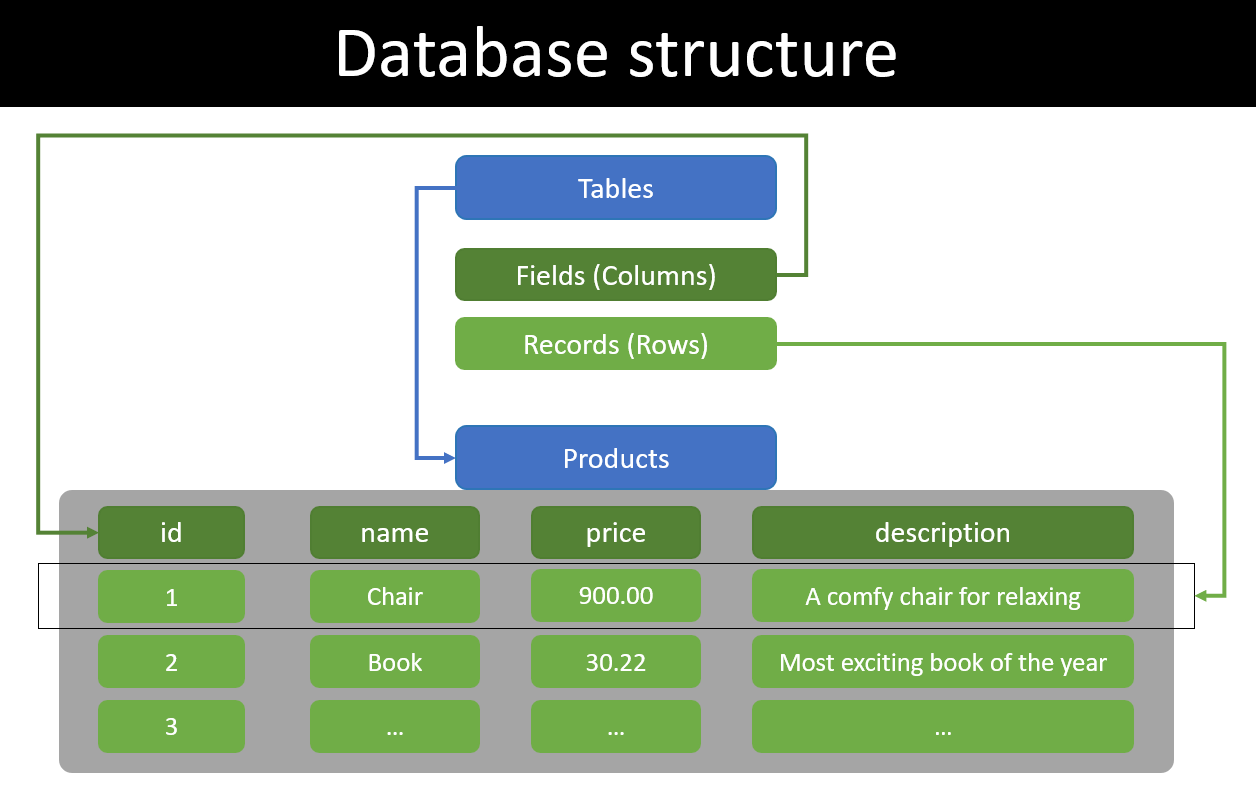 Database structure
Tables
Fields (Columns)
Records (Rows)
Products
id name price description
1 Chair 900.00 A comfy chair for relaxing
2 Book 30.22 Most exciting book of the year
3 ... ... ...